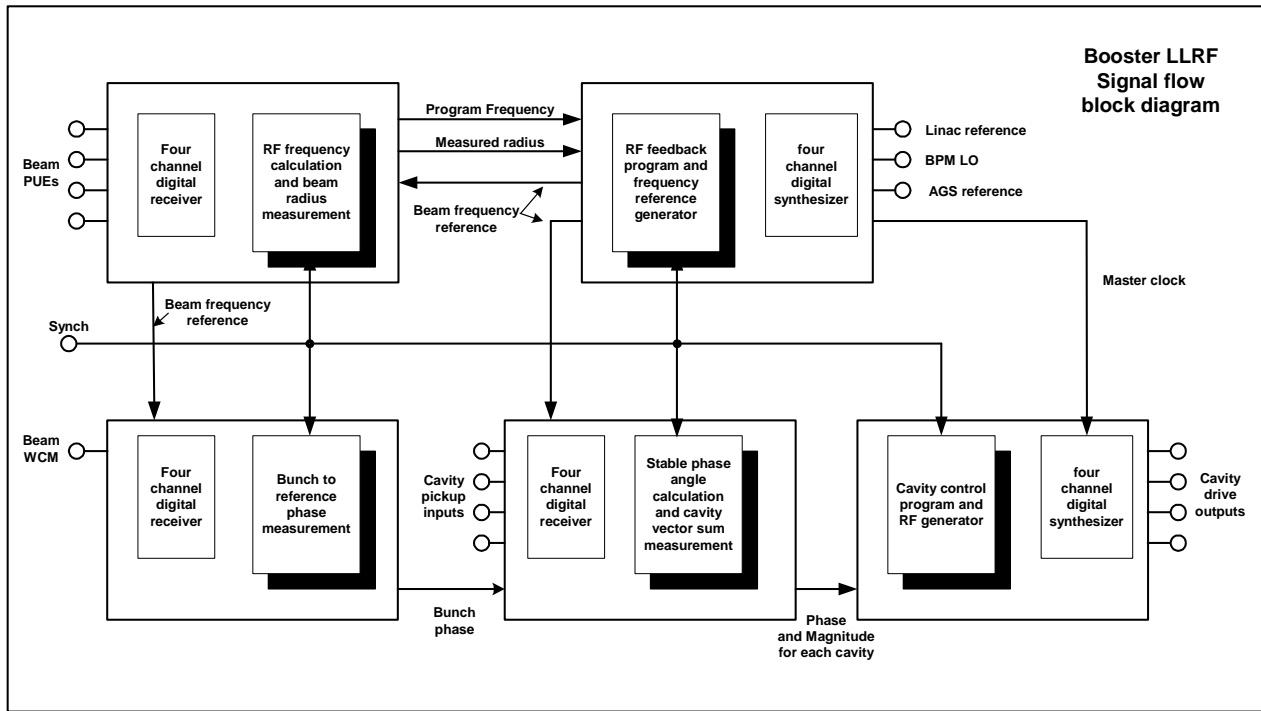 Booster LLRF
Signal flow
block diagram
Beam
PUEs
Four
channel
digital
receiver
RF frequency
calculation
and beam
radius
measurement
Program Frequency
Measured radius
Beam frequency
reference
RF feedback
program and
frequency
reference
generator
four
channel
digital
synthesizer
Linac reference
BPM LO
AGS reference
Master clock
Beam frequency
reference
Synch
Beam
WCM
Four
channel
digital
receiver
Bunch to
reference
phase
measurement
Bunch
phase
Cavity
pickup
inputs
Four
channel
digital
receiver
Stable phase
angle
calculation
and cavity
vector sum
measurement
Phase
and Magnitude
for each cavity
Cavity control
program and
RF generator
four
channel
digital
synthesizer
Cavity
drive
outputs